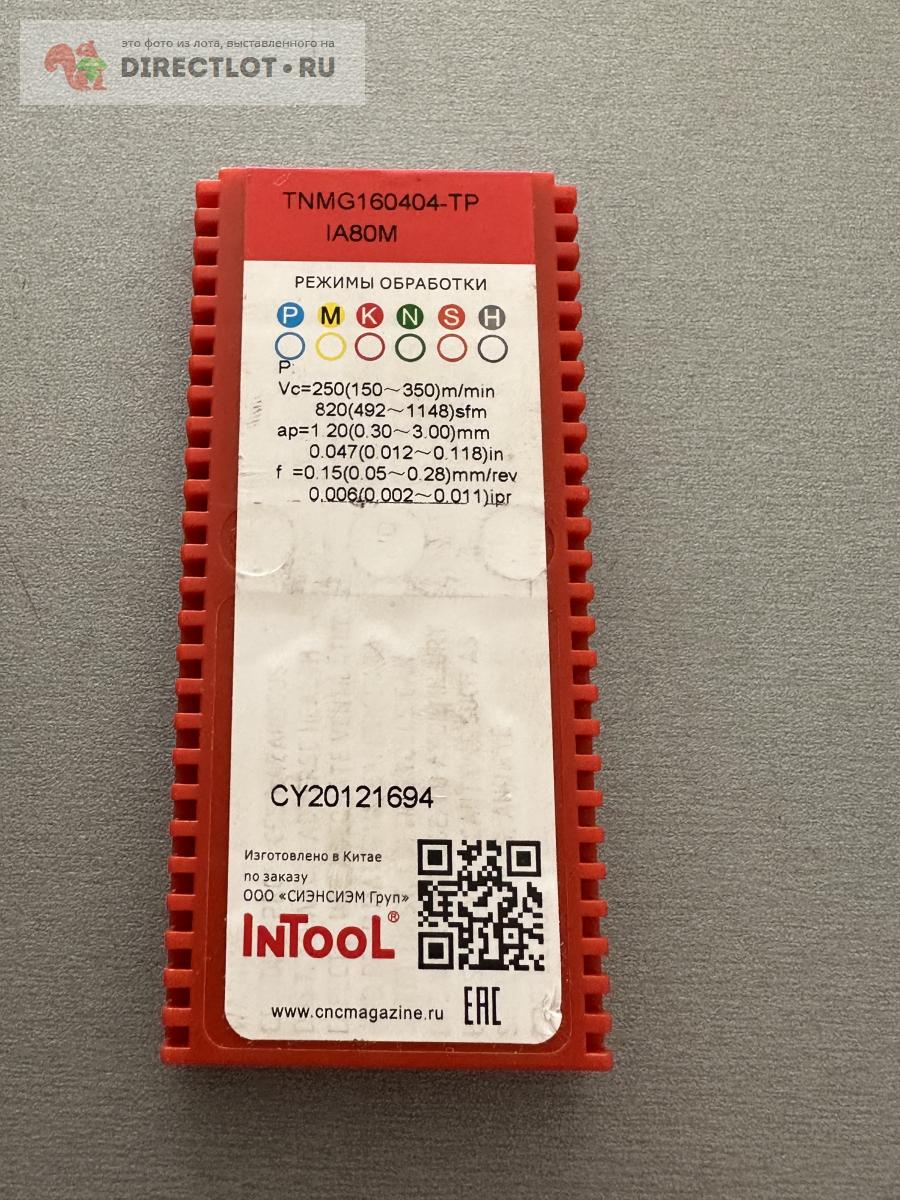 это фото из лота, выставленного на
DIRECTLOT•RU
TNMG160404-TP
IA80M
РЕЖИМЫ ОБРАБОТКИ
P M K N S H
P:
Vc=250(150～350)m/min
820(492～1148)sfm
ap=1.20(0.30～3.00)mm
0.047(0.012～0.118)in
f =0.15(0.05～0.28)mm/rev
0.006(0.002～0.011)ipr
CY20121694
Изготовлено в Китае
по заказу
ООО «СИЭНСИЭМ Груп»
INTOOL®
www.cncmagazine.ru
EAC